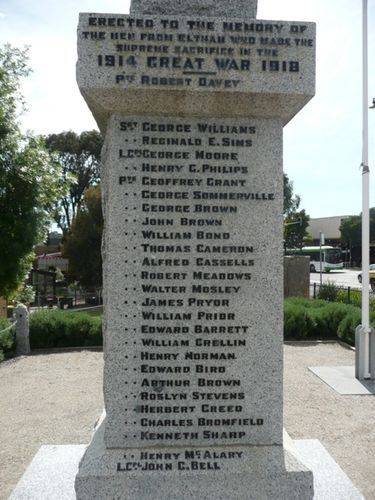 ERECTED TO THE MEMORY OF
THE MEN FROM ELTHAM WHO MADE THE
SUPREME SACRIFICE IN THE
1914 GREAT WAR 1918
PTE ROBERT DAVEY
SGT GEORGE WILLIAMS
" REGINALD E. SIMS
LCPL GEORGE MOORE
" HENRY G. PHILIPS
PTE GEOFFREY GRANT
" GEORGE SOMMERVILLE
" GEORGE BROWN
" JOHN BROWN
" WILLIAM BOND
" THOMAS CAMERON
" ALFRED CASSELLS
" ROBERT MEADOWS
" WALTER MOSLEY
" JAMES PRYOR
" WILLIAM PRIOR
" EDWARD BARRETT
" WILLIAM CRELLIN
" HENRY NORMAN
" EDWARD BIRD
" ARTHUR BROWN
" ROSLYN STEVENS
" HERBERT CREED
" CHARLES BROMFIELD
" KENNETH SHARP
" HENRY MCALARY
LCPL JOHN C. BELL